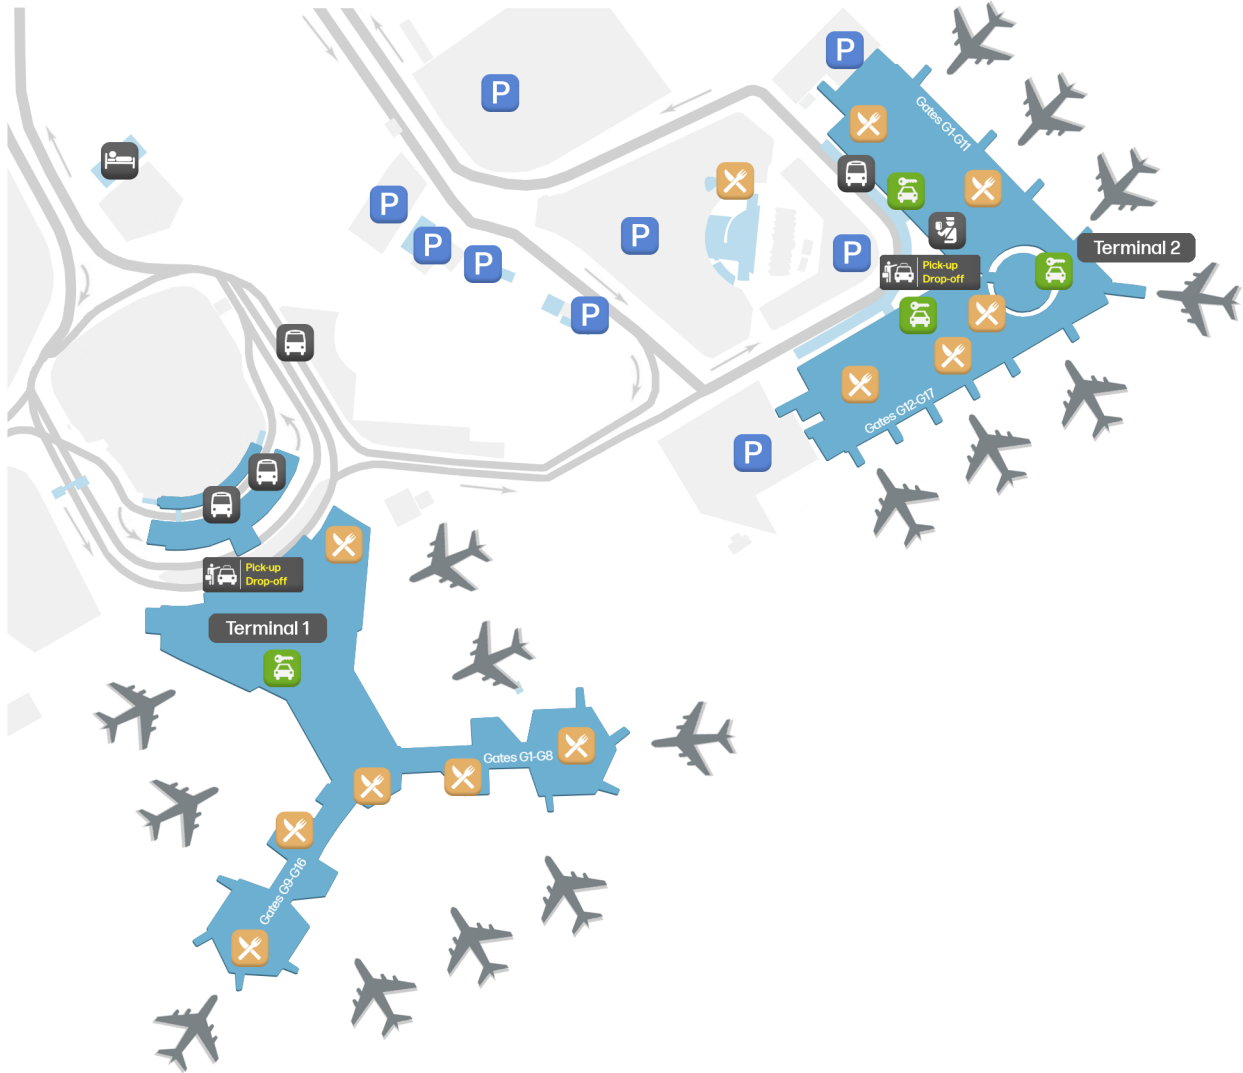 P
P
Gates G1-G11
P
P
P
P
P
P
Terminal 2
Pick-up
Drop-off
Gates G12-G17
P
Pick-up
Drop-off
Terminal 1
Gates G1-G8
Gates G9-G16